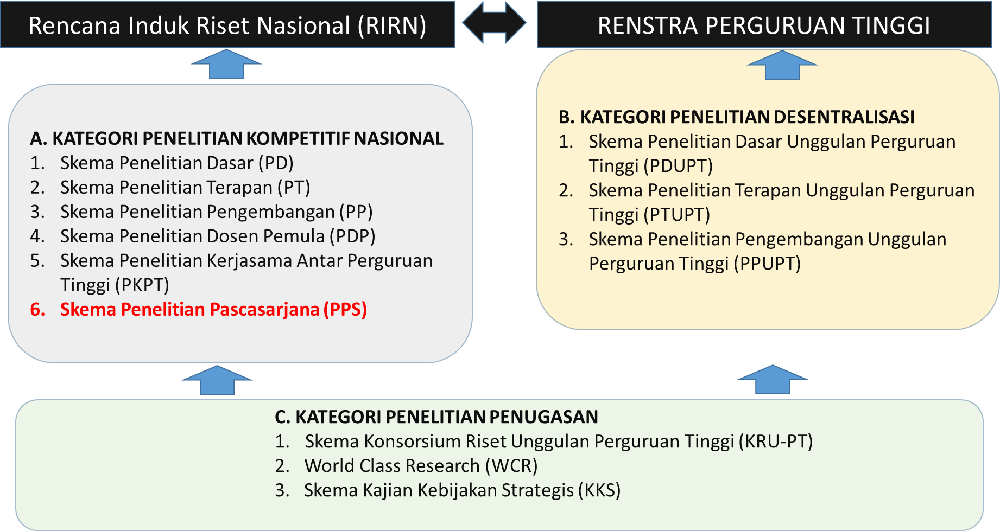 Rencana Induk Riset Nasional (RIRN)
RENSTRA PERGURUAN TINGGI
A. KATEGORI PENELITIAN KOMPETITIF NASIONAL
1. Skema Penelitian Dasar (PD)
2. Skema Penelitian Terapan (PT)
3. Skema Penelitian Pengembangan (PP)
4. Skema Penelitian Dosen Pemula (PDP)
5. Skema Penelitian Kerjasama Antar Perguruan
Tinggi (PKPT)
6. Skema Penelitian Pascasarjana (PPS)
B. KATEGORI PENELITIAN DESENTRALISASI
1. Skema Penelitian Dasar Unggulan Perguruan
Tinggi (PDUPT)
2. Skema Penelitian Terapan Unggulan Perguruan
Tinggi (PTUPT)
3. Skema Penelitian Pengembangan Unggulan
Perguruan Tinggi (PPUPT)
C. KATEGORI PENELITIAN PENUGASAN
1. Skema Konsorsium Riset Unggulan Perguruan Tinggi (KRU-PT)
2. World Class Research (WCR)
3. Skema Kajian Kebijakan Strategis (KKS)